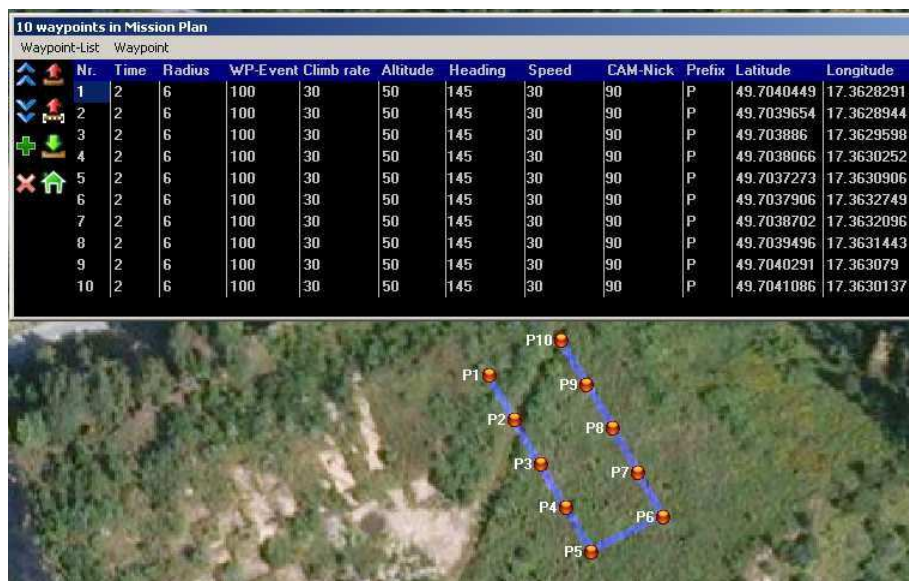 10 waypoints in Mission Plan
Waypoint-List Waypoint
Nr. Time Radius WP-Event Climb rate Altitude Heading Speed CAM-Nick Prefix Latitude Longitude
1 2 6 100 30 50 145 30 90 P 49.7040449 17.3628291
2 2 6 100 30 50 145 30 90 P 49.7039654 17.3628944
3 2 6 100 30 50 145 30 90 P 49.703886 17.3629598
4 2 6 100 30 50 145 30 90 P 49.7038066 17.3630252
5 2 6 100 30 50 145 30 90 P 49.7037273 17.3630906
6 2 6 100 30 50 145 30 90 P 49.7037906 17.3632749
7 2 6 100 30 50 145 30 90 P 49.7038702 17.3632096
8 2 6 100 30 50 145 30 90 P 49.7039496 17.3631443
9 2 6 100 30 50 145 30 90 P 49.7040291 17.363079
10 2 6 100 30 50 145 30 90 P 49.7041086 17.3630137
P10
P1
P9
P2
P8
P3
P7
P4
P6
P5